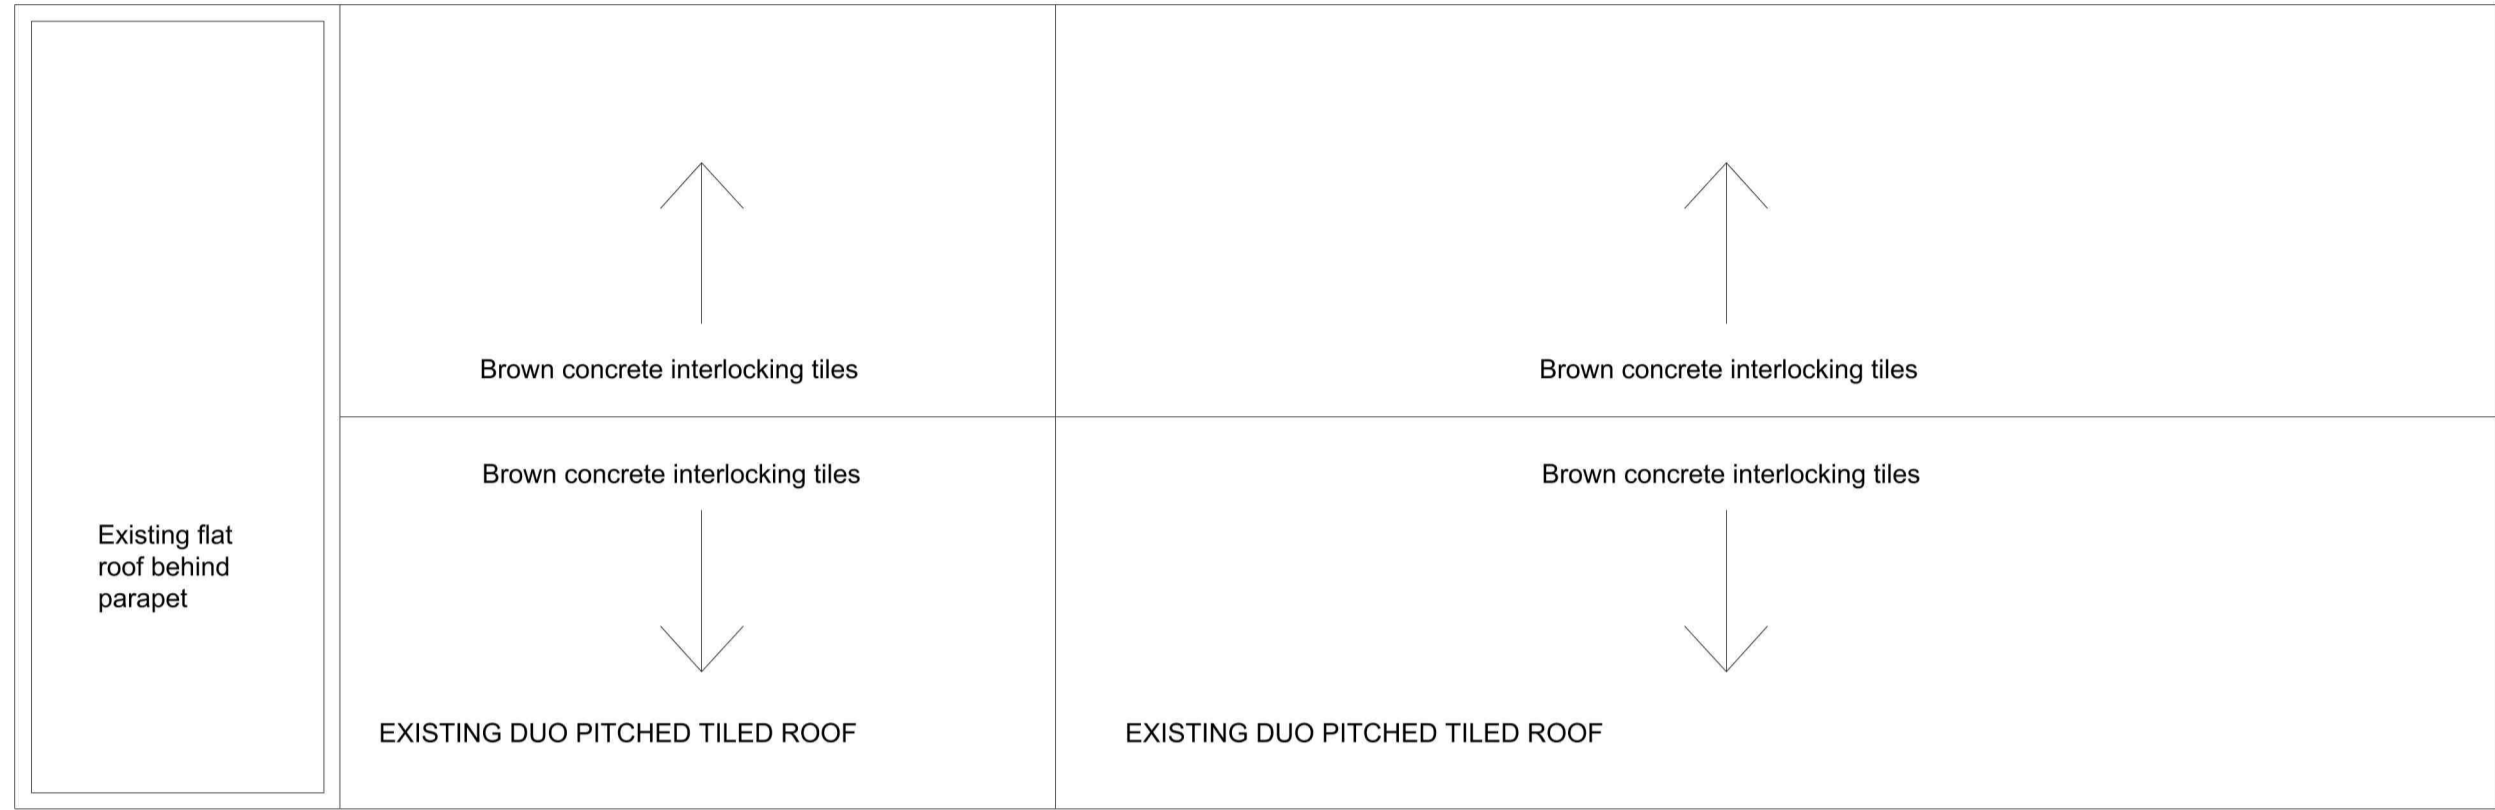 Brown concrete interlocking tiles
Brown concrete interlocking tiles
Brown concrete interlocking tiles
Brown concrete interlocking tiles
Existing flat
roof behind
parapet
EXISTING DUO PITCHED TILED ROOF
EXISTING DUO PITCHED TILED ROOF